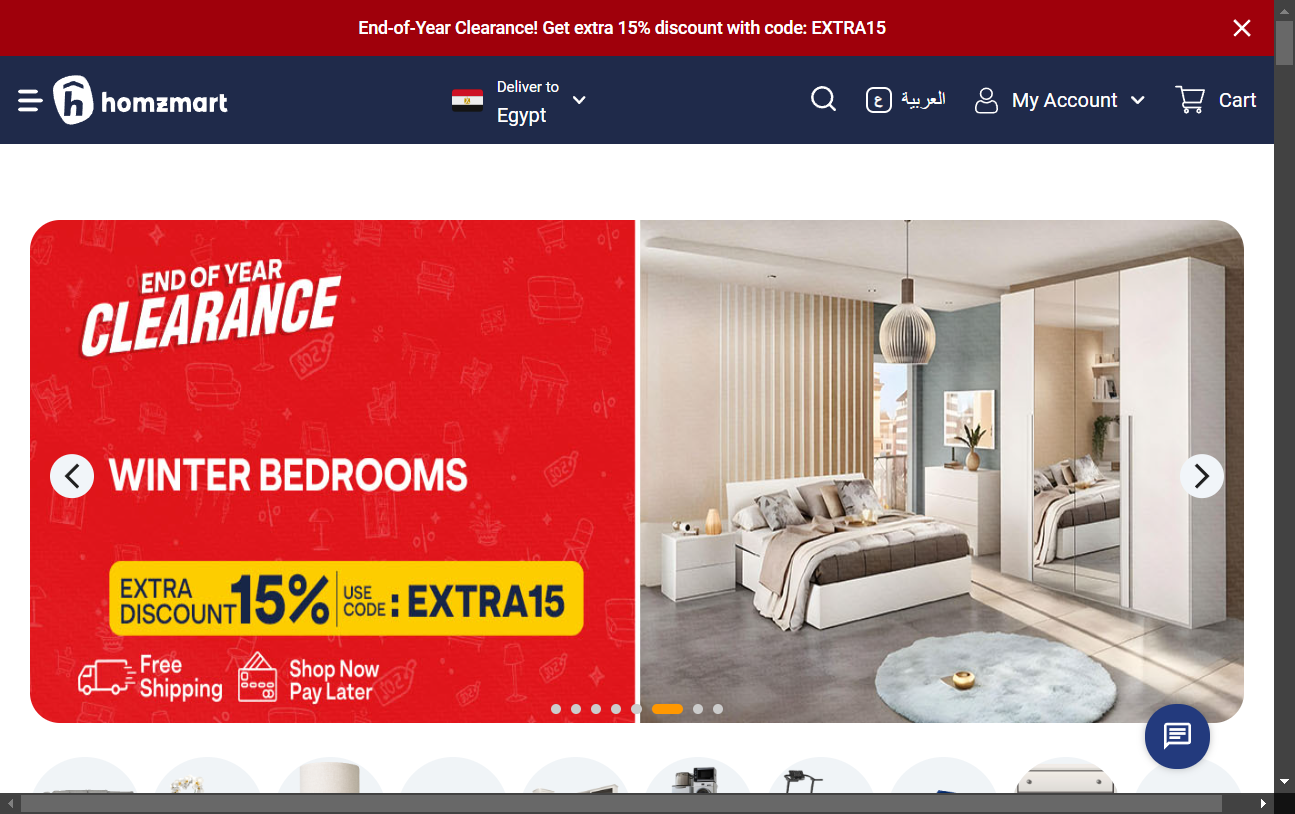 End-of-Year Clearance! Get extra 15% discount with code: EXTRA15
homzmart
Deliver to
Egypt
ع العربية
My Account
Cart
END OF YEAR
CLEARANCE
WINTER BEDROOMS
EXTRA
DISCOUNT
15%
USE
CODE
: EXTRA15
Free
Shipping
Shop Now
Pay Later